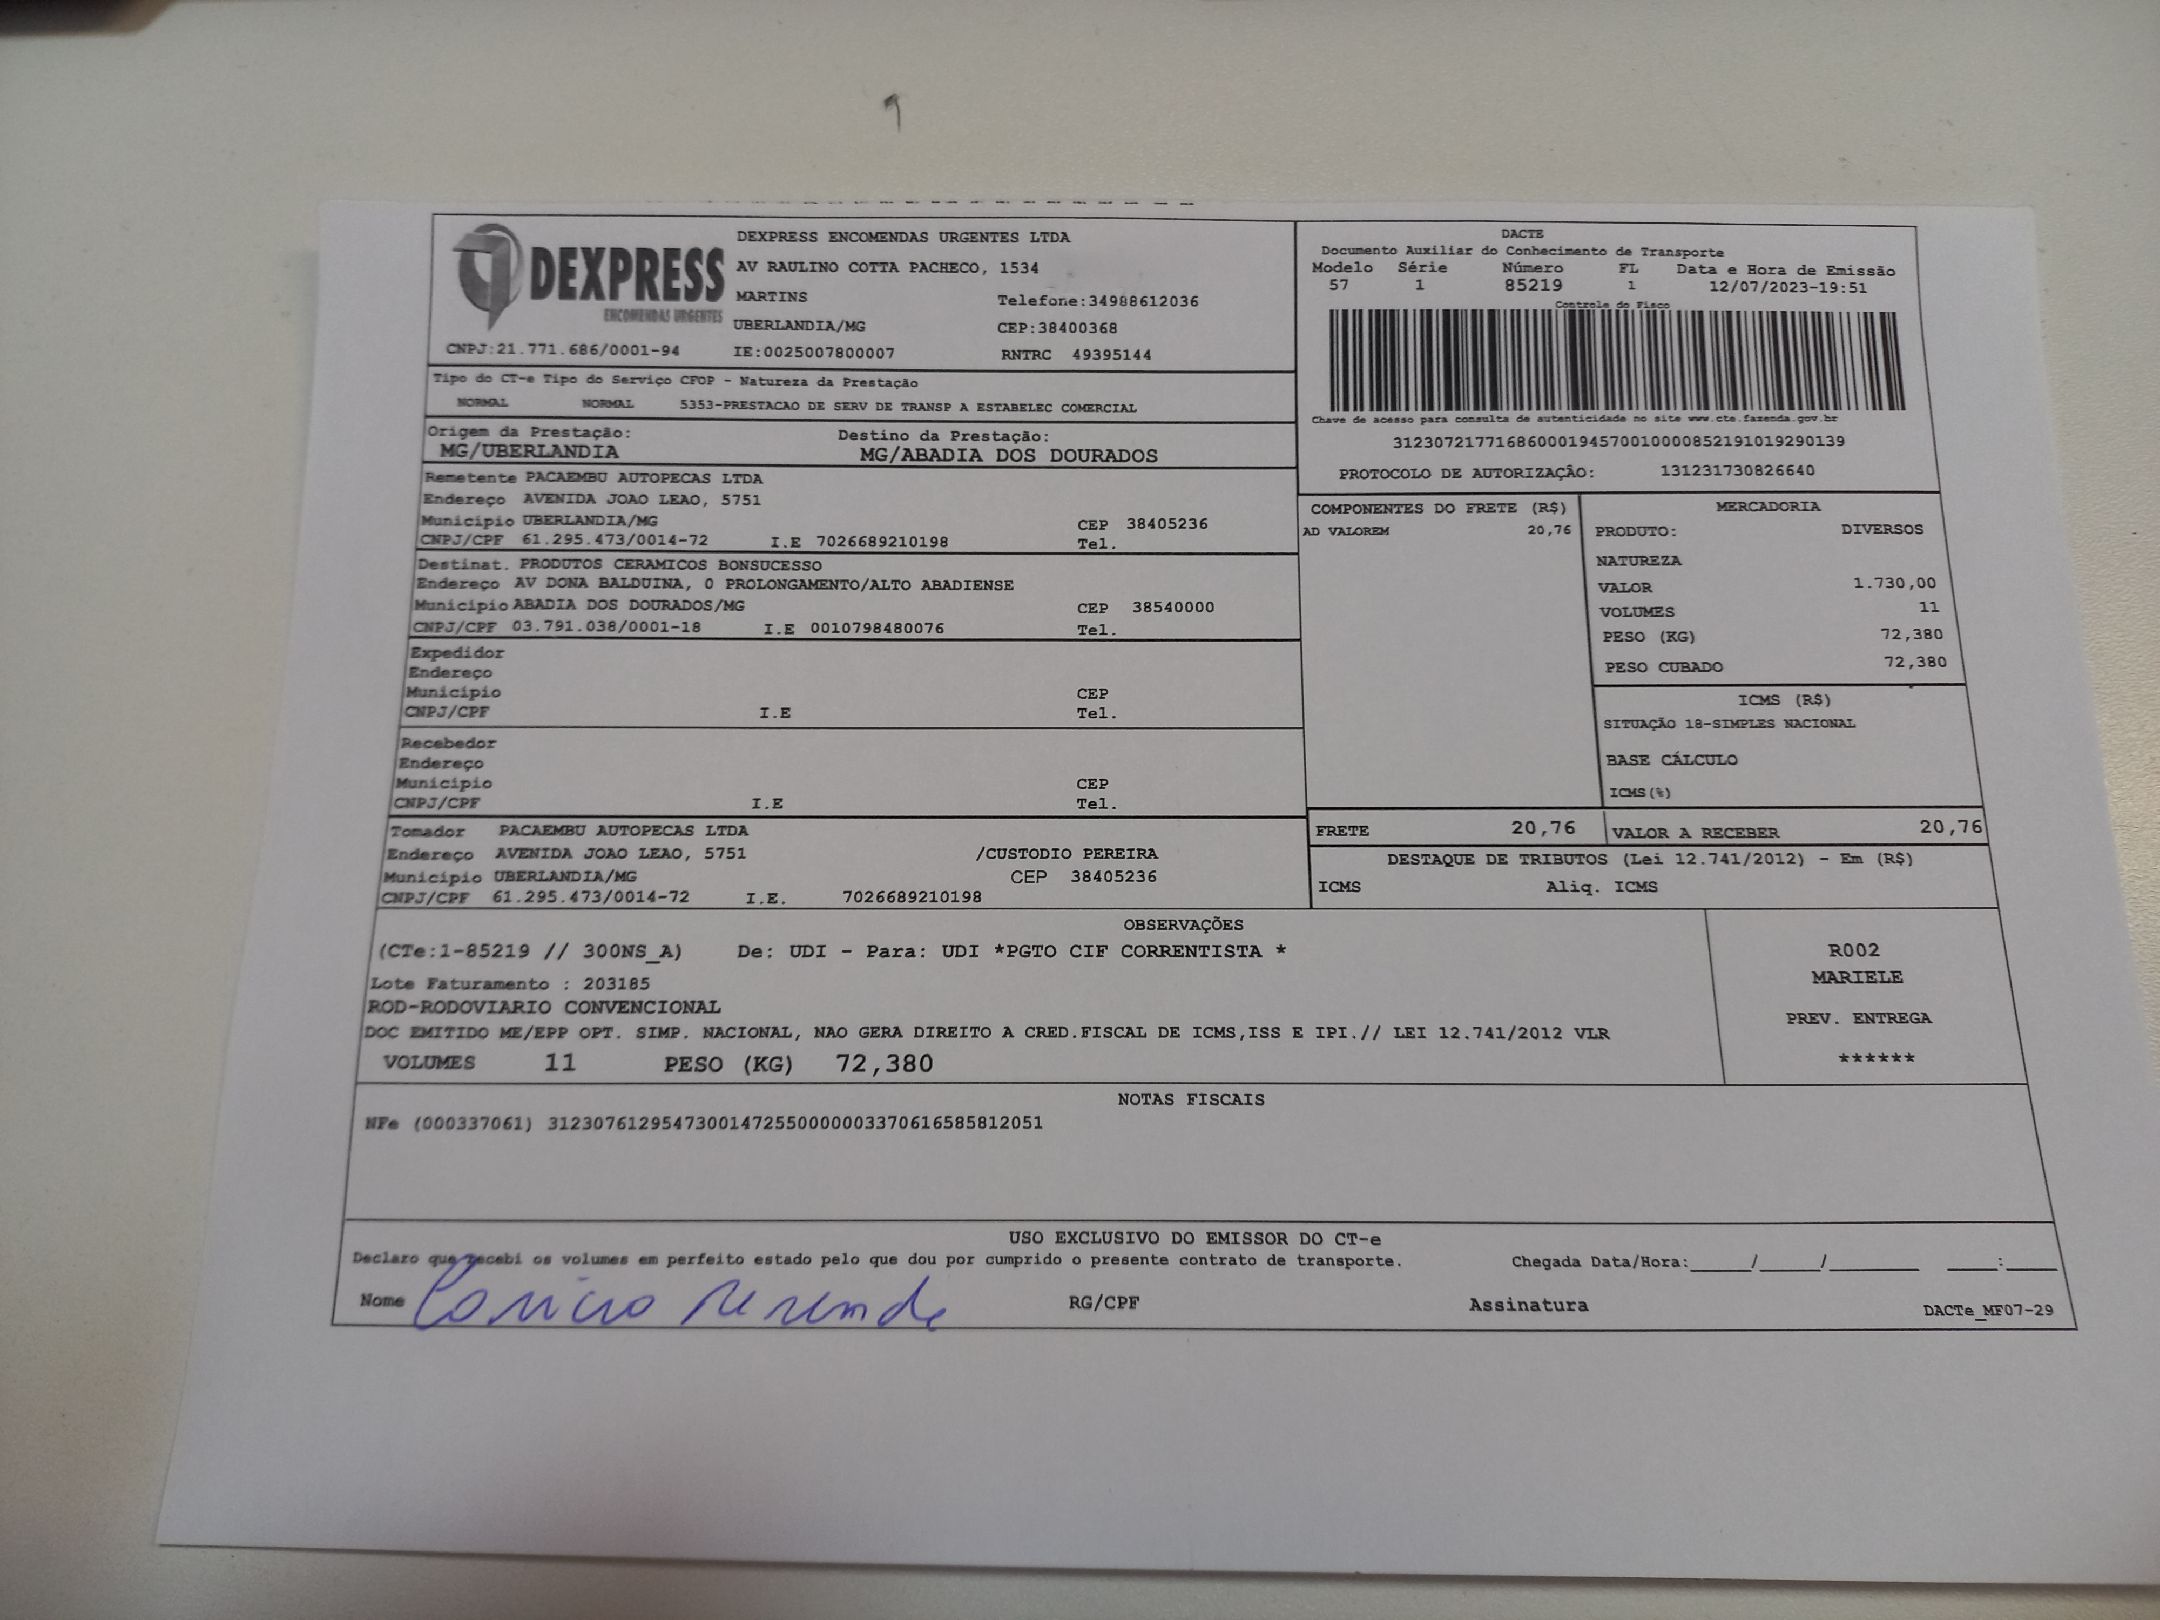 DEXPRESS
ENCOMENDAS URGENTES
DEXPRESS ENCOMENDAS URGENTES LTDA
AV RAULINO COTTA PACHECO, 1534
MARTINS Telefone:34988612036
UBERLANDIA/MG CEP:38400368
CNPJ:21.771.686/0001-94 IE:0025007800007 RNTRC 49395144
DACTE
Documento Auxiliar do Conhecimento de Transporte
Modelo Série Número FL Data e Hora de Emissão
57 1 85219 1 12/07/2023-19:51
Controle do Fisco
Chave de acesso para consulta de autenticidade no site www.cte.fazenda.gov.br
31230721771686000194570010000852191019290139
PROTOCOLO DE AUTORIZAÇÃO: 131231730826640
Tipo do CT-e Tipo do Serviço CFOP - Natureza da Prestação
NORMAL NORMAL 5353-PRESTACAO DE SERV DE TRANSP A ESTABELEC COMERCIAL
Origem da Prestação: Destino da Prestação:
MG/UBERLANDIA MG/ABADIA DOS DOURADOS
Remetente PACAEMBU AUTOPECAS LTDA
Endereço AVENIDA JOAO LEAO, 5751
Município UBERLANDIA/MG CEP 38405236
CNPJ/CPF 61.295.473/0014-72 I.E 7026689210198 Tel.
Destinat. PRODUTOS CERAMICOS BONSUCESSO
Endereço AV DONA BALDUINA, 0 PROLONGAMENTO/ALTO ABADIENSE
Município ABADIA DOS DOURADOS/MG CEP 38540000
CNPJ/CPF 03.791.038/0001-18 I.E 0010798480076 Tel.
Expedidor
Endereço
Município CEP
CNPJ/CPF I.E Tel.
Recebedor
Endereço
Município CEP
CNPJ/CPF I.E Tel.
Tomador PACAEMBU AUTOPECAS LTDA
Endereço AVENIDA JOAO LEAO, 5751 /CUSTODIO PEREIRA
Município UBERLANDIA/MG CEP 38405236
CNPJ/CPF 61.295.473/0014-72 I.E. 7026689210198
COMPONENTES DO FRETE (R$)
AD VALOREM 20,76
MERCADORIA
PRODUTO: DIVERSOS
NATUREZA
VALOR 1.730,00
VOLUMES 11
PESO (KG) 72,380
PESO CUBADO 72,380
ICMS (R$)
SITUAÇÃO 18-SIMPLES NACIONAL
BASE CÁLCULO
ICMS(%)
FRETE 20,76 VALOR A RECEBER 20,76
DESTAQUE DE TRIBUTOS (Lei 12.741/2012) - Em (R$)
ICMS Aliq. ICMS
OBSERVAÇÕES
(CTe:1-85219 // 300NS_A) De: UDI - Para: UDI *PGTO CIF CORRENTISTA *
Lote Faturamento : 203185
ROD-RODOVIARIO CONVENCIONAL
DOC EMITIDO ME/EPP OPT. SIMP. NACIONAL, NAO GERA DIREITO A CRED.FISCAL DE ICMS,ISS E IPI.// LEI 12.741/2012 VLR
VOLUMES 11 PESO (KG) 72,380
R002
MARIELE
PREV. ENTREGA
******
NOTAS FISCAIS
NFe (000337061) 31230761295473001472550000003370616585812051
USO EXCLUSIVO DO EMISSOR DO CT-e
Declaro que recebi os volumes em perfeito estado pelo que dou por cumprido o presente contrato de transporte. Chegada Data/Hora:_____/_____/________ ____:____
Nome RG/CPF Assinatura DACTe_MF07-29